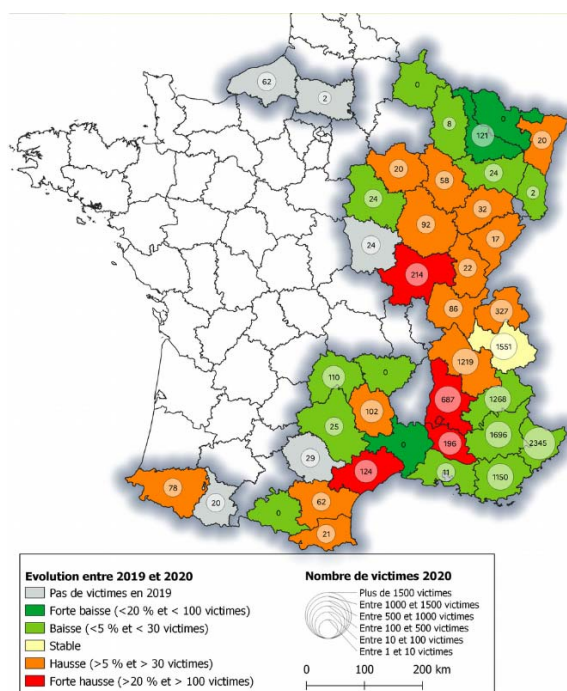 62
2
0
8
0
121
20
24
2
20
58
24
92
32
17
24
214
22
86
327
1551
1219
110
0
102
687
1268
25
196
1696
2345
0
29
124
11
1150
78
20
62
0
21
Evolution entre 2019 et 2020
Pas de victimes en 2019
Forte baisse (<20 % et < 100 victimes)
Baisse (<5 % et < 30 victimes)
Stable
Hausse (>5 % et > 30 victimes)
Forte hausse (>20 % et > 100 victimes)
Nombre de victimes 2020
Plus de 1500 victimes
Entre 1000 et 1500 victimes
Entre 500 et 1000 victimes
Entre 100 et 500 victimes
Entre 10 et 100 victimes
Entre 1 et 10 victimes
0 100 200 km